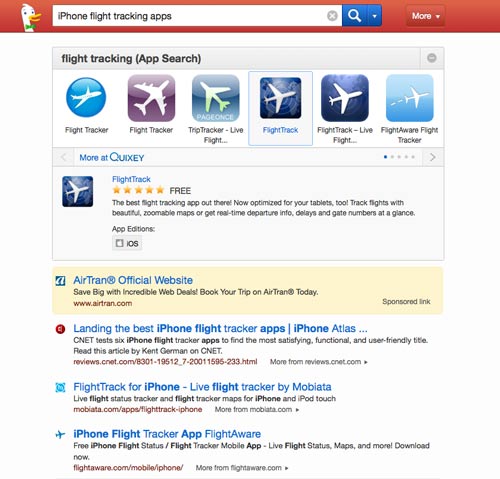 iPhone flight tracking apps
More
flight tracking (App Search)
PAGEONCE
Flight Tracker
Flight Tracker
TripTracker - Live Flight...
FlightTrack
FlightTrack – Live Flight...
FlightAware Flight Tracker
More at QUIXEY
FlightTrack
FREE
The best flight tracking app out there! Now optimized for your tablets, too! Track flights with
beautiful, zoomable maps or get real-time departure info, delays and gate numbers at a glance.
App Editions:
iOS
AirTran® Official Website
Save Big with Incredible Web Deals! Book Your Trip on AirTran® Today.
www.airtran.com
Sponsored link
Landing the best iPhone flight tracker apps | iPhone Atlas ...
CNET tests six iPhone flight tracker apps to find the most satisfying, functional, and user-friendly title.
Read this article by Kent German on CNET.
reviews.cnet.com/8301-19512_7-20011595-233.html More from reviews.cnet.com
FlightTrack for iPhone - Live flight tracker by Mobiata
Live flight status tracker and flight tracker maps for iPhone and iPod touch
mobiata.com/apps/flighttrack-iphone More from mobiata.com
iPhone Flight Tracker App FlightAware
Free iPhone Flight Status / Flight Tracker Mobile App - Live Flight Status, Maps, and more! Download
now.
flightaware.com/mobile/iphone/ More from flightaware.com